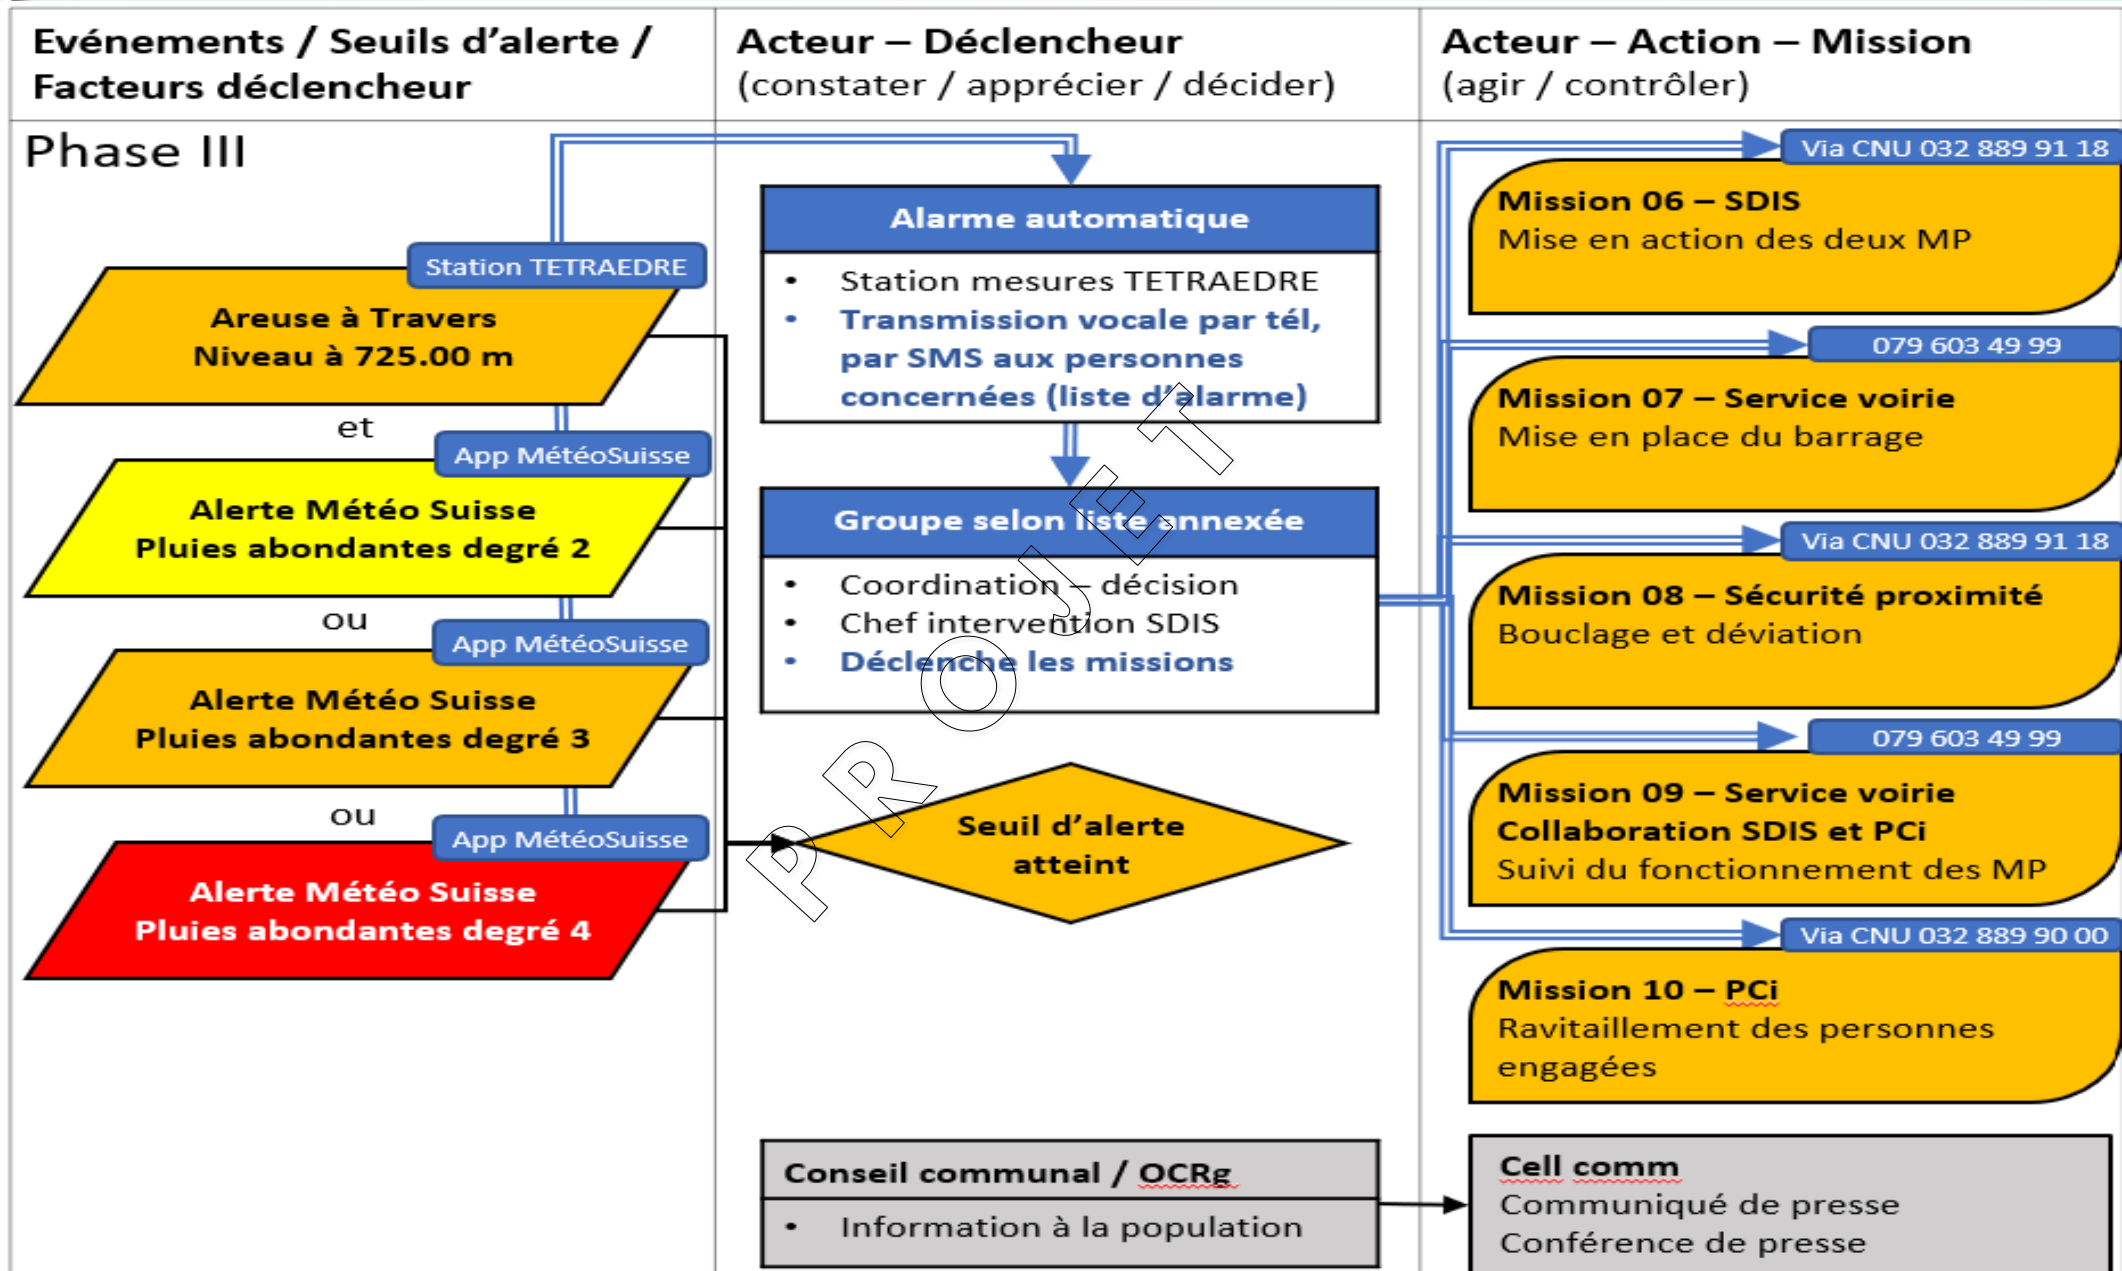 Evénements / Seuils d'alerte /
Facteurs déclencheur
Acteur – Déclencheur
(constater / apprécier / décider)
Acteur – Action – Mission
(agir / contrôler)
Phase III
Station TETRAEDRE
Areuse à Travers
Niveau à 725.00 m
et
App MétéoSuisse
Alerte Météo Suisse
Pluies abondantes degré 2
ou
App MétéoSuisse
Alerte Météo Suisse
Pluies abondantes degré 3
ou
App MétéoSuisse
Alerte Météo Suisse
Pluies abondantes degré 4
Alarme automatique
• Station mesures TETRAEDRE
• Transmission vocale par tél,
par SMS aux personnes
concernées (liste d'alarme)
Groupe selon liste annexée
• Coordination – décision
• Chef intervention SDIS
• Déclenche les missions
Seuil d'alerte
atteint
PROJET
Conseil communal / OCRg
• Information à la population
Via CNU 032 889 91 18
Mission 06 – SDIS
Mise en action des deux MP
079 603 49 99
Mission 07 – Service voirie
Mise en place du barrage
Via CNU 032 889 91 18
Mission 08 – Sécurité proximité
Bouclage et déviation
079 603 49 99
Mission 09 – Service voirie
Collaboration SDIS et PCi
Suivi du fonctionnement des MP
Via CNU 032 889 90 00
Mission 10 – PCi
Ravitaillement des personnes
engagées
Cell comm
Communiqué de presse
Conférence de presse